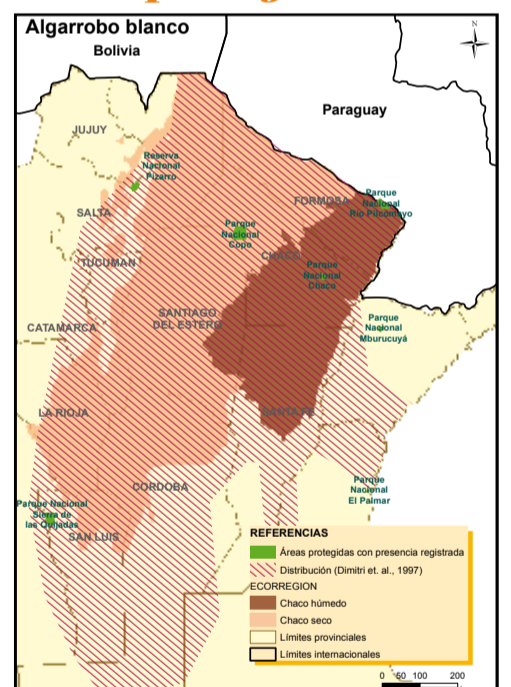 Algarrobo blanco
Bolivia
N
Paraguay
JUJUY
Reserva
Nacional
Pizarro
SALTA
FORMOSA
Parque
Nacional
Río Pilcomayo
Parque
Nacional
Copo
TUCUMAN
CHACO
Parque
Nacional
Chaco
SANTIAGO
DEL ESTERO
CATAMARCA
Parque
Nacional
Mburucuyá
LA RIOJA
SANTA FE
CORDOBA
Parque
Nacional
El Palmar
Parque Nacional
Sierra de
las Quijadas
SAN LUIS
REFERENCIAS
Áreas protegidas con presencia registrada
Distribución (Dimitri et. al., 1997)
ECORREGION
Chaco húmedo
Chaco seco
Límites provinciales
Límites internacionales
0 50 100 200